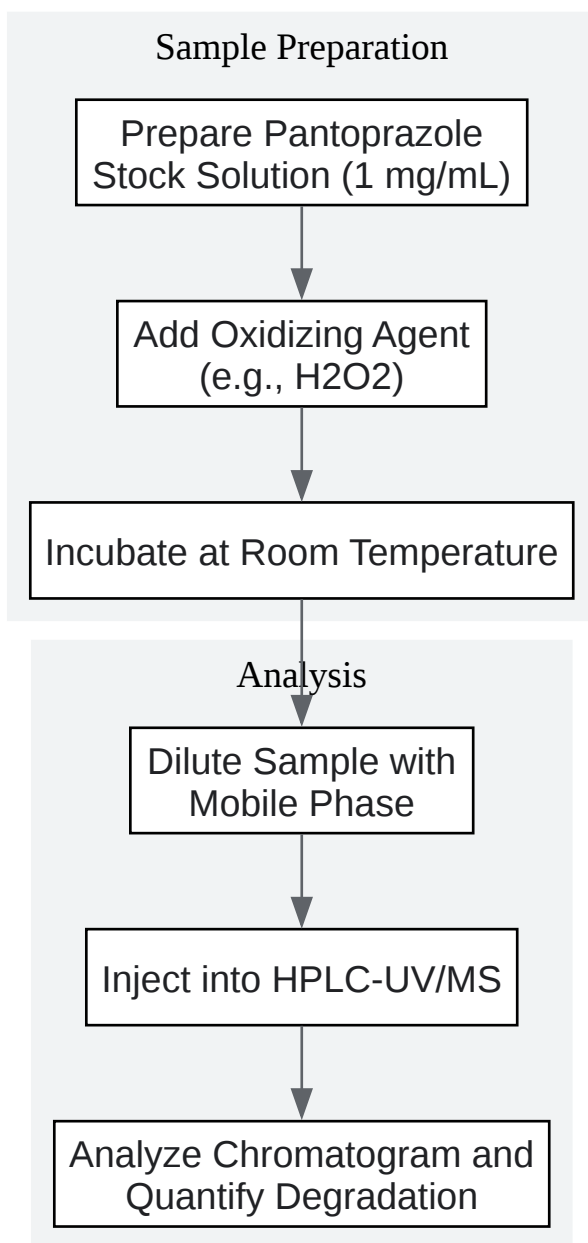 Sample Preparation
Prepare Pantoprazole
Stock Solution (1 mg/mL)
Add Oxidizing Agent
(e.g., H2O2)
Incubate at Room Temperature
Analysis
Dilute Sample with
Mobile Phase
Inject into HPLC-UV/MS
Analyze Chromatogram and
Quantify Degradation